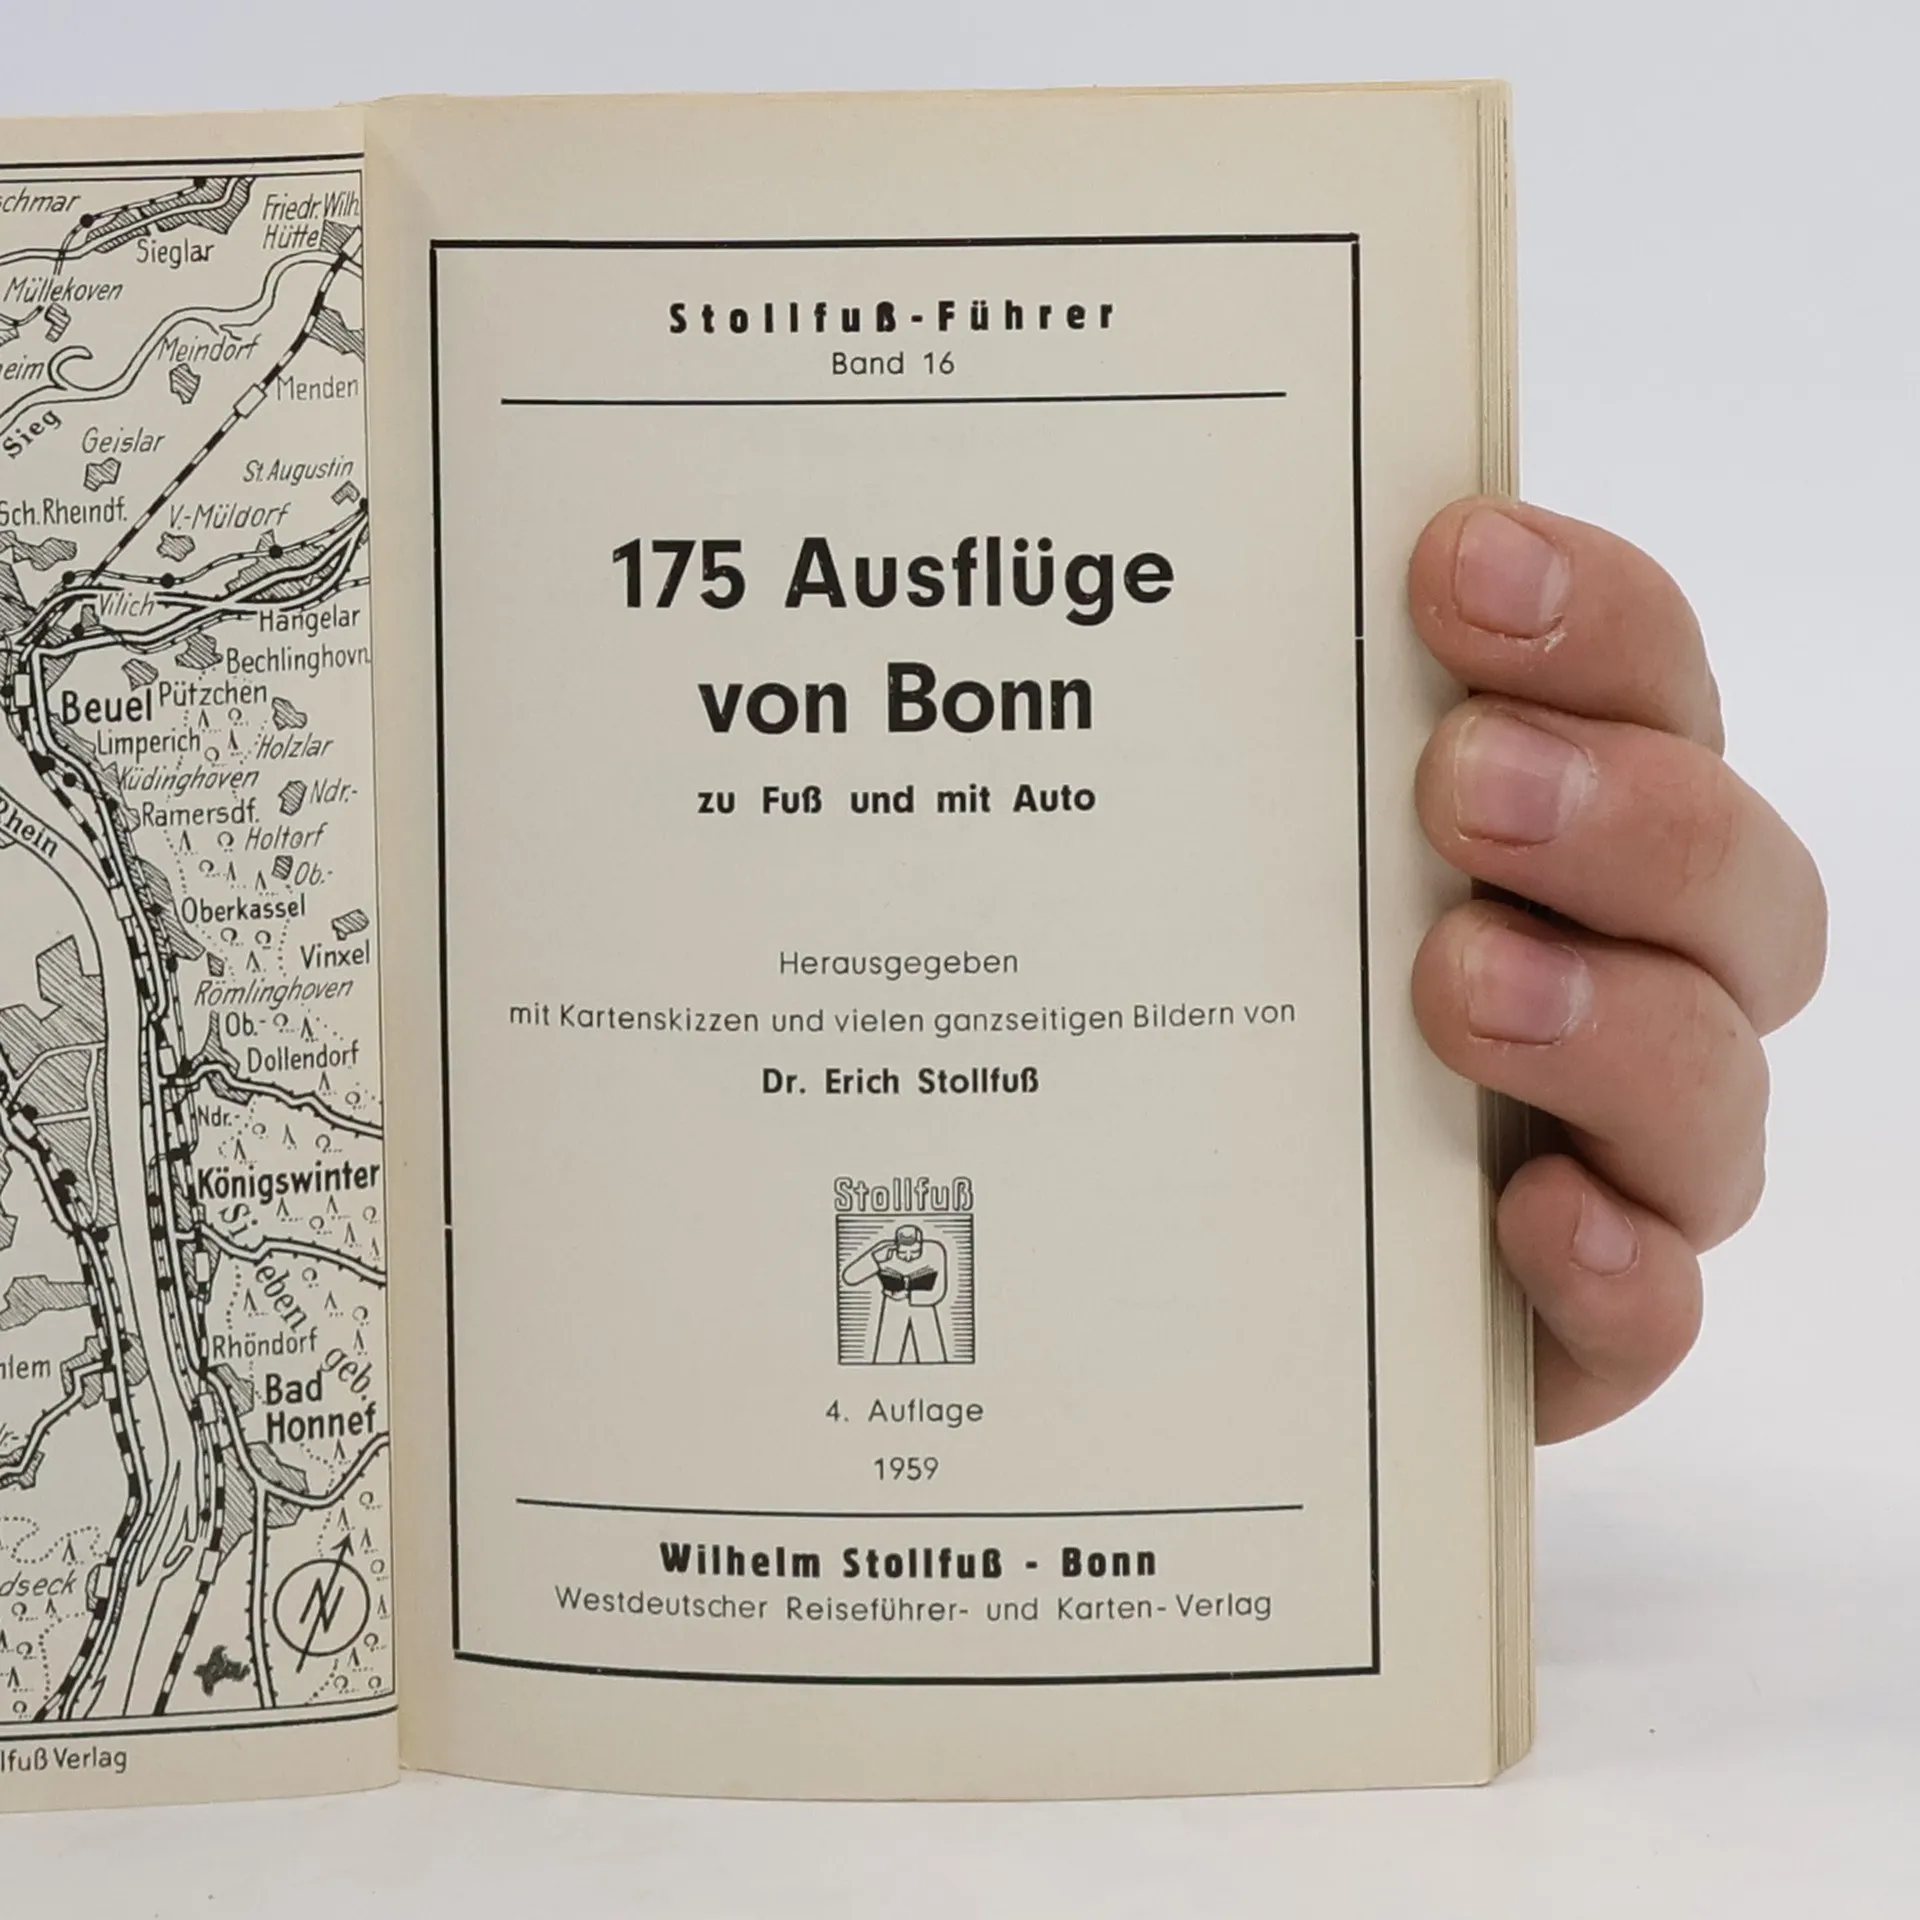 Sieglar
Friedr. Wilh.
Hütte
Müllekoven
Meindorf
Menden
Sieg
Geislar
St. Augustin
Sch. Rheindf.
V.-Müldorf
Vilich
Hangelar
Bechlinghovn.
Beuel
Pützchen
Limperich
Holzlar
Küdinghoven
Ndr.-
Ramersdf.
Holtorf
Rhein
Ob.-
Oberkassel
Vinxel
Römlinghoven
Ob.-
Dollendorf
Ndr.-
Königswinter
Siebengeb.
Rhöndorf
Bad
Honnef
N
Stollfuß-Führer
Band 16
175 Ausflüge
von Bonn
zu Fuß und mit Auto
Herausgegeben
mit Kartenskizzen und vielen ganzseitigen Bildern von
Dr. Erich Stollfuß
Stollfuß
4. Auflage
1959
Wilhelm Stollfuß - Bonn
Westdeutscher Reiseführer- und Karten-Verlag
lfuß Verlag